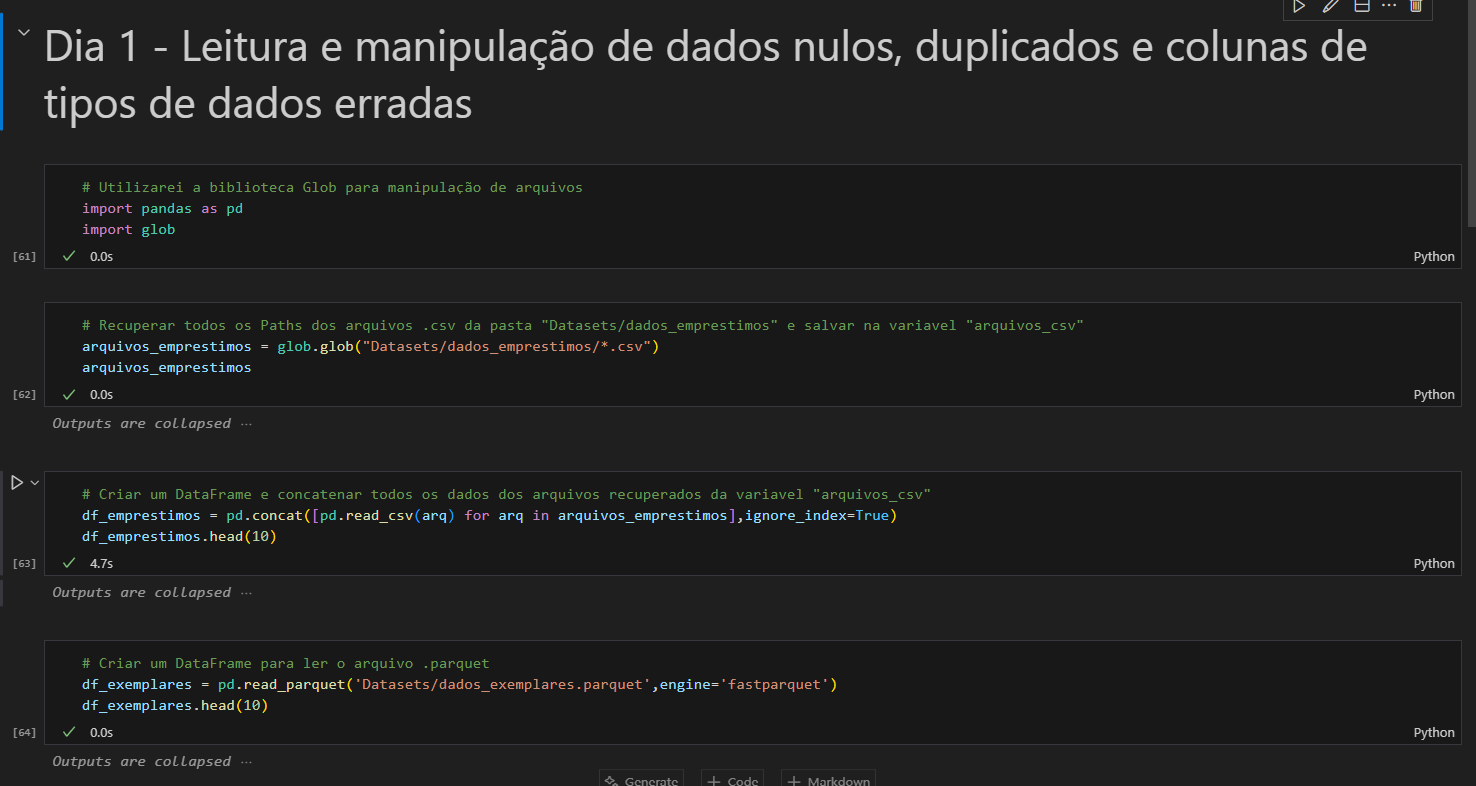 Dia 1 - Leitura e manipulação de dados nulos, duplicados e colunas de
tipos de dados erradas
# Utilizarei a biblioteca Glob para manipulação de arquivos
import pandas as pd
import glob
[61]
0.0s
Python
# Recuperar todos os Paths dos arquivos .csv da pasta "Datasets/dados_emprestimos" e salvar na variavel "arquivos_csv"
arquivos_emprestimos = glob.glob("Datasets/dados_emprestimos/*.csv")
arquivos_emprestimos
[62]
0.0s
Python
Outputs are collapsed ...
# Criar um DataFrame e concatenar todos os dados dos arquivos recuperados da variavel "arquivos_csv"
df_emprestimos = pd.concat([pd.read_csv(arq) for arq in arquivos_emprestimos],ignore_index=True)
df_emprestimos.head(10)
[63]
4.7s
Python
Outputs are collapsed ...
# Criar um DataFrame para ler o arquivo .parquet
df_exemplares = pd.read_parquet('Datasets/dados_exemplares.parquet',engine='fastparquet')
df_exemplares.head(10)
[64]
0.0s
Python
Outputs are collapsed ...
Generate
+ Code
+ Markdown